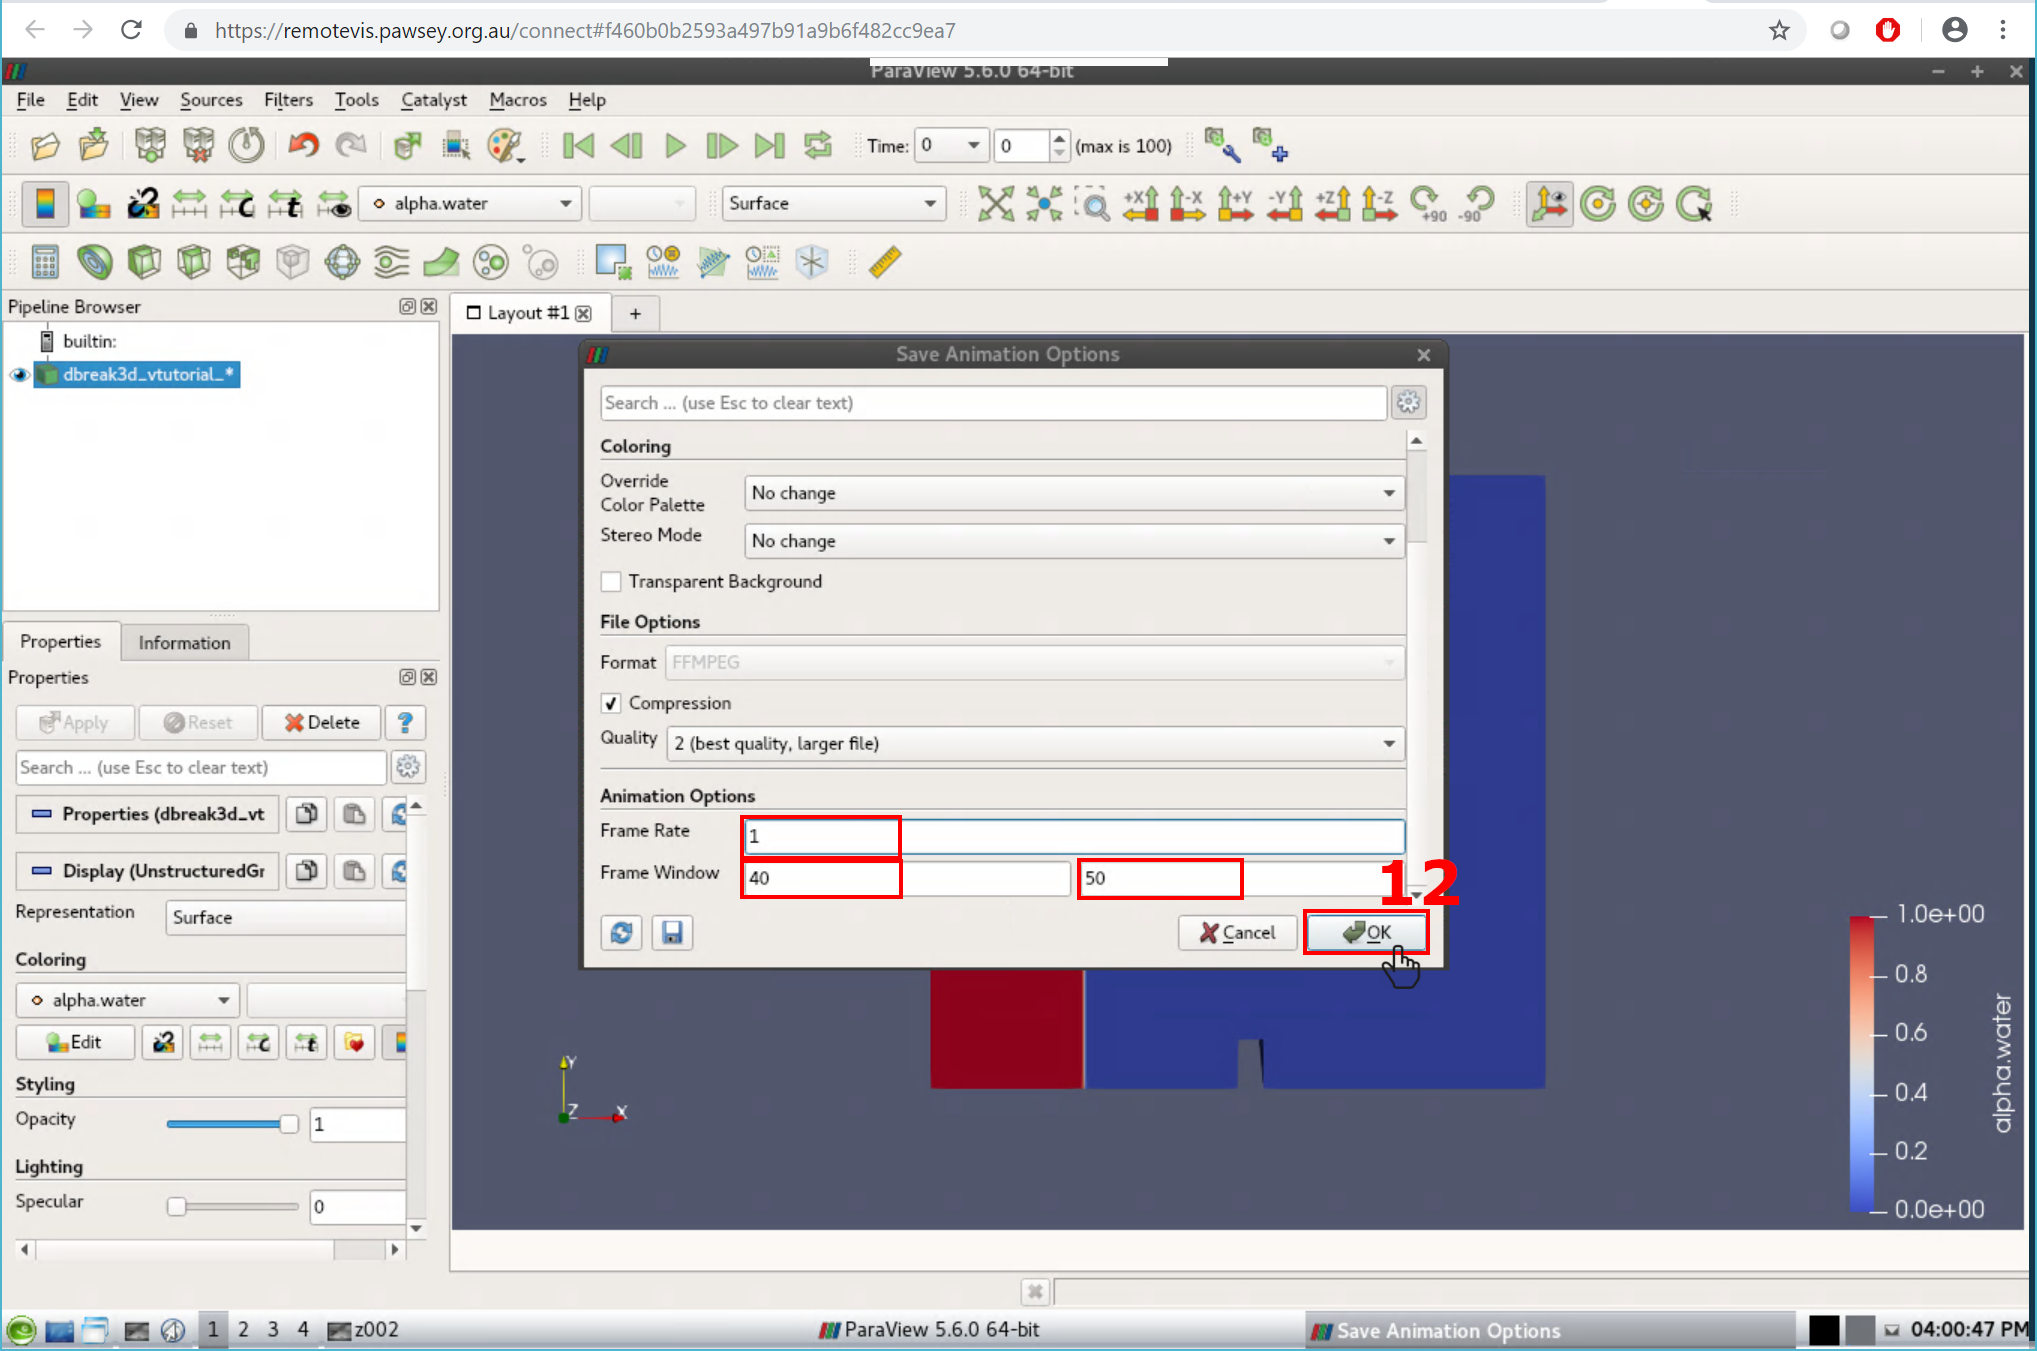 https://remotevis.pawsey.org.au/connect#f460b0b2593a497b91a9b6f482cc9ea7
ParaView 5.6.0 64-bit
File Edit View Sources Filters Tools Catalyst Macros Help
Time: 0 0 (max is 100)
alpha.water Surface +X -X +Y -Y +Z -Z +90 -90
Pipeline Browser
Layout #1 +
builtin:
dbreak3d_vtutorial_*
Save Animation Options
Search ... (use Esc to clear text)
Coloring
Override
Color Palette
No change
Stereo Mode
No change
Transparent Background
File Options
Format FFMPEG
Compression
Quality 2 (best quality, larger file)
Animation Options
Frame Rate 1
Frame Window 40 50
12
Cancel OK
Properties Information
Properties
Apply Reset Delete ?
Search ... (use Esc to clear text)
Properties (dbreak3d_vt
Display (UnstructuredGr
Representation Surface
Coloring
alpha.water
Edit
Styling
Opacity 1
Lighting
Specular 0
Y
Z X
1.0e+00
0.8
0.6
0.4
0.2
0.0e+00
alpha.water
1 2 3 4 z002 ParaView 5.6.0 64-bit Save Animation Options 04:00:47 PM